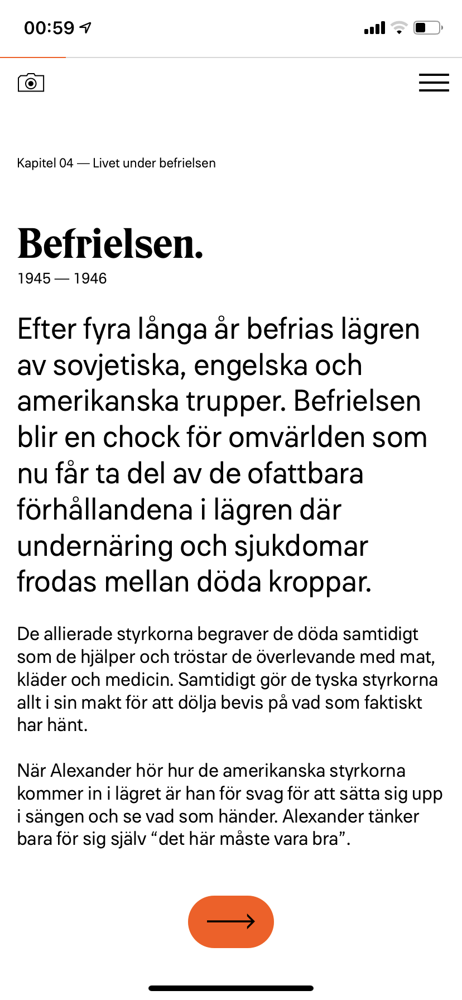 00:59
Kapitel 04 — Livet under befrielsen
Befrielsen.
1945 — 1946
Efter fyra långa år befrias lägren
av sovjetiska, engelska och
amerikanska trupper. Befrielsen
blir en chock för omvärlden som
nu får ta del av de ofattbara
förhållandena i lägren där
undernäring och sjukdomar
frodas mellan döda kroppar.
De allierade styrkorna begraver de döda samtidigt
som de hjälper och tröstar de överlevande med mat,
kläder och medicin. Samtidigt gör de tyska styrkorna
allt i sin makt för att dölja bevis på vad som faktiskt
har hänt.
När Alexander hör hur de amerikanska styrkorna
kommer in i lägret är han för svag för att sätta sig upp
i sängen och se vad som händer. Alexander tänker
bara för sig själv “det här måste vara bra”.